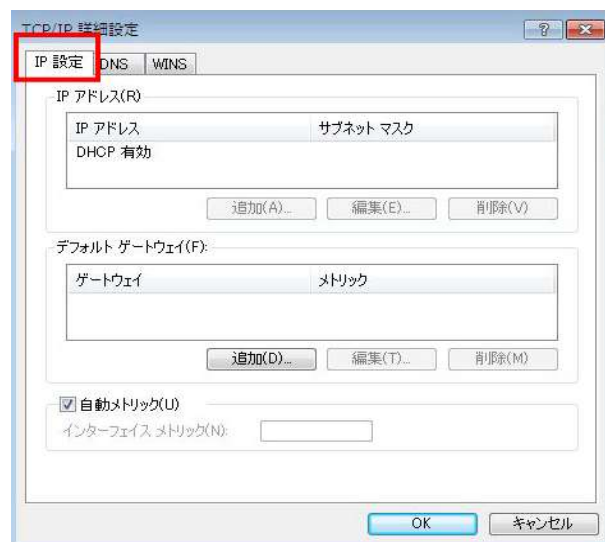 TCP/IP 詳細設定
IP 設定 DNS WINS
IP アドレス(R)
IP アドレス サブネット マスク
DHCP 有効
追加(A)... 編集(E)... 削除(V)
デフォルト ゲートウェイ(F):
ゲートウェイ メトリック
追加(D)... 編集(T)... 削除(M)
自動メトリック(U)
インターフェイス メトリック(N):
OK キャンセル